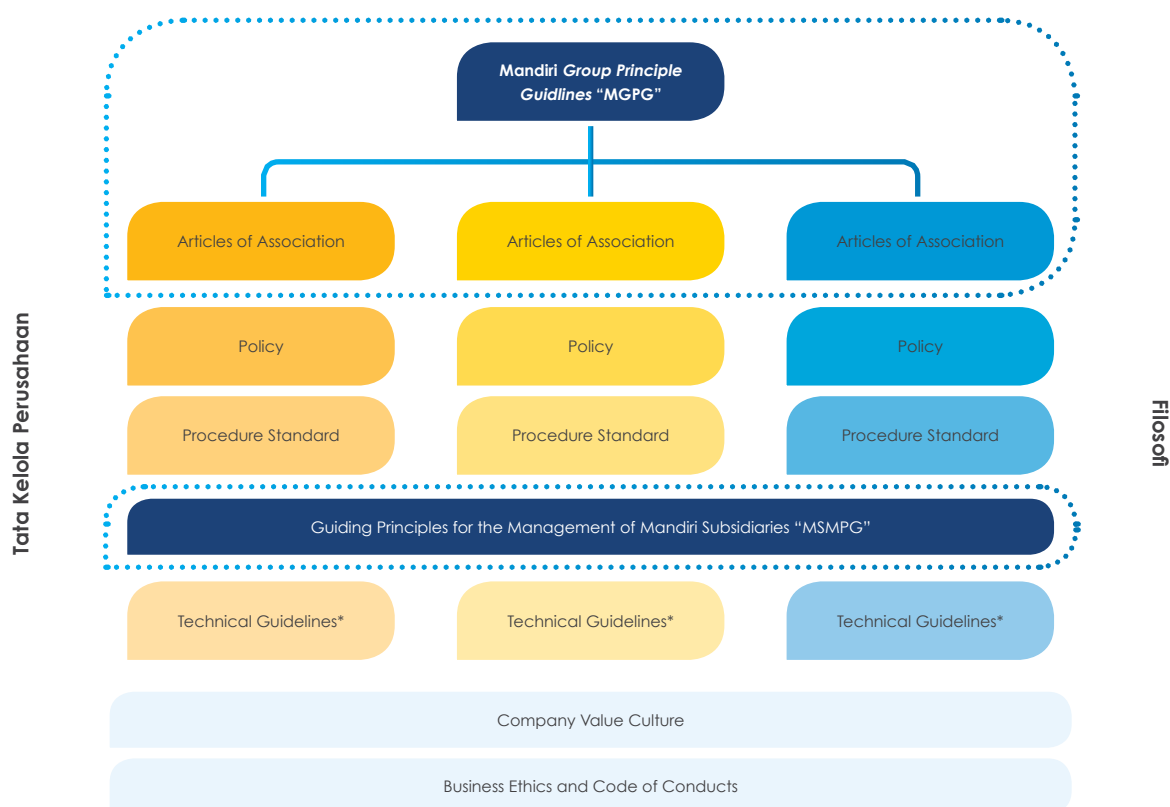 Mandiri Group Principle
Guidlines “MGPG”
Articles of Association
Articles of Association
Articles of Association
Policy
Policy
Policy
Procedure Standard
Procedure Standard
Procedure Standard
Guiding Principles for the Management of Mandiri Subsidiaries “MSMPG”
Technical Guidelines*
Technical Guidelines*
Technical Guidelines*
Company Value Culture
Business Ethics and Code of Conducts
Tata Kelola Perusahaan
Filosofi